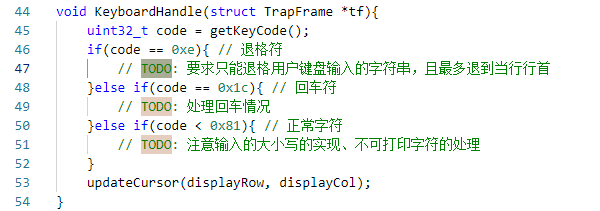 44 void KeyboardHandle(struct TrapFrame *tf){
45     uint32_t code = getKeyCode();
46     if(code == 0xe){ // 退格符
47         // TODO: 要求只能退格用户键盘输入的字符串，且最多退到当行行首
48     }else if(code == 0x1c){ // 回车符
49         // TODO: 处理回车情况
50     }else if(code < 0x81){ // 正常字符
51         // TODO: 注意输入的大小写的实现、不可打印字符的处理
52     }
53     updateCursor(displayRow, displayCol);
54 }